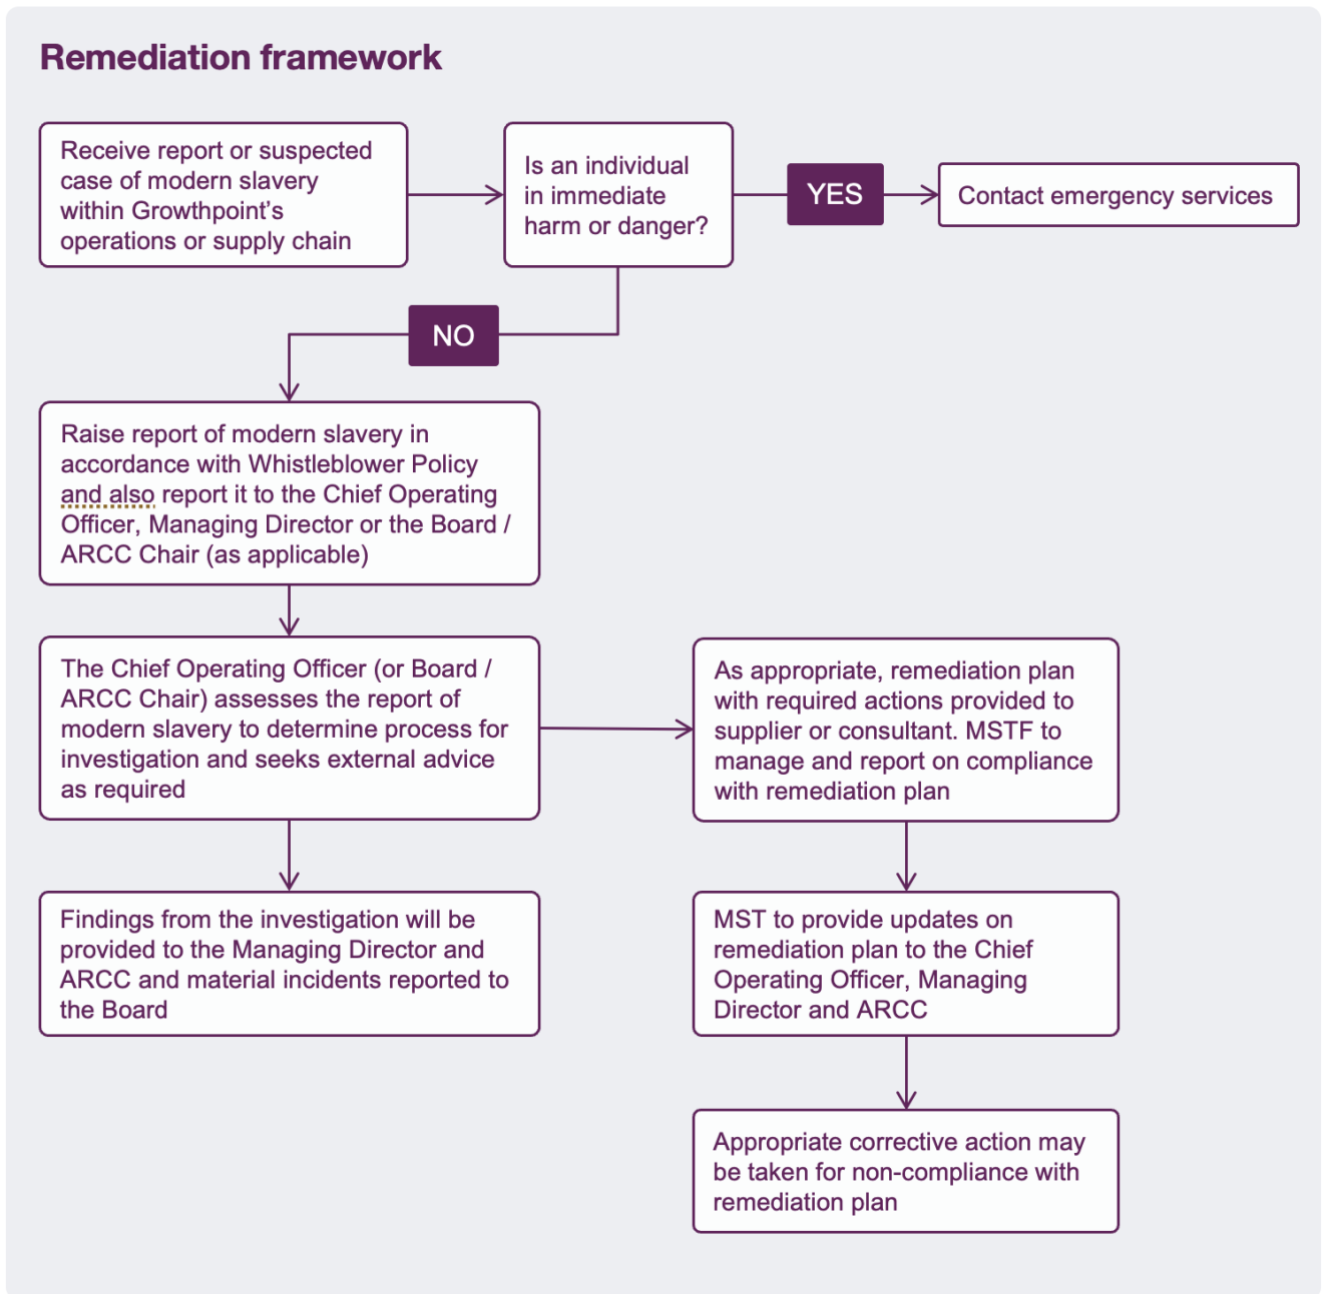 Remediation framework
Receive report or suspected
case of modern slavery
within Growthpoint’s
operations or supply chain
Is an individual
in immediate
harm or danger?
YES
Contact emergency services
NO
Raise report of modern slavery in
accordance with Whistleblower Policy
and also report it to the Chief Operating
Officer, Managing Director or the Board /
ARCC Chair (as applicable)
The Chief Operating Officer (or Board /
ARCC Chair) assesses the report of
modern slavery to determine process for
investigation and seeks external advice
as required
As appropriate, remediation plan
with required actions provided to
supplier or consultant. MSTF to
manage and report on compliance
with remediation plan
Findings from the investigation will be
provided to the Managing Director and
ARCC and material incidents reported to
the Board
MST to provide updates on
remediation plan to the Chief
Operating Officer, Managing
Director and ARCC
Appropriate corrective action may
be taken for non-compliance with
remediation plan